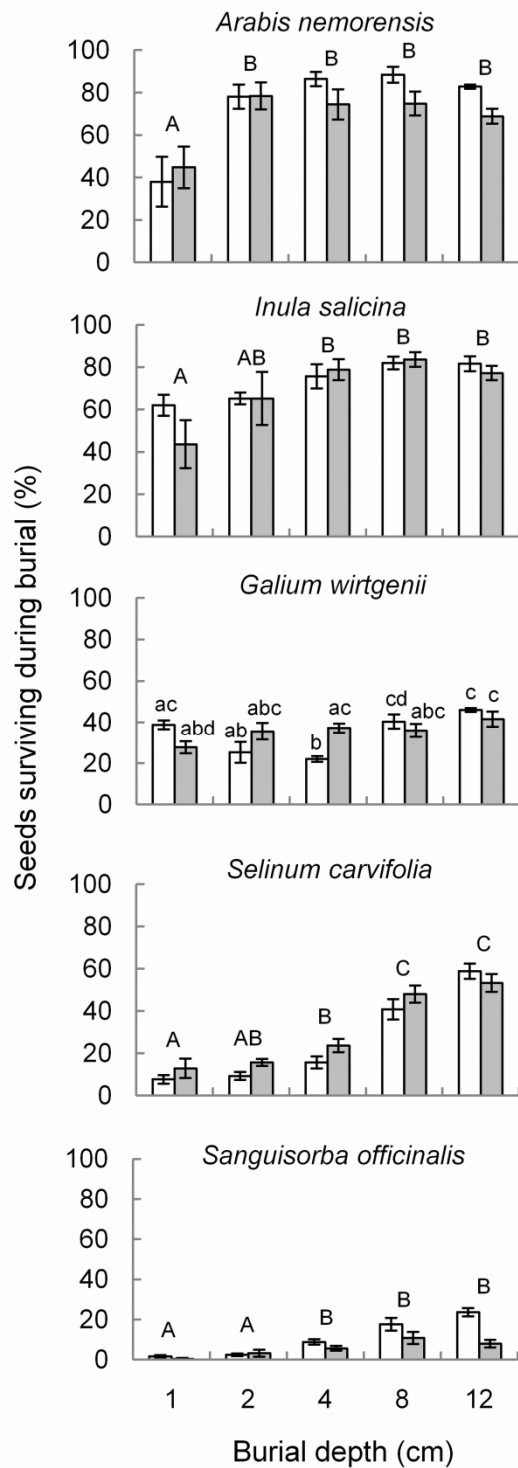 Arabis nemorensis
100
80
60
40
20
0
A
B
B
B
B
Inula salicina
100
80
60
40
20
0
A
AB
B
B
B
Seeds surviving during burial (%)
Galium wirtgenii
100
80
60
40
20
0
ac
abd
ab
abc
b
ac
cd
abc
c
c
Selinum carvifolia
100
80
60
40
20
0
A
AB
B
C
C
Sanguisorba officinalis
100
80
60
40
20
0
A
A
B
B
B
1 2 4 8 12
Burial depth (cm)